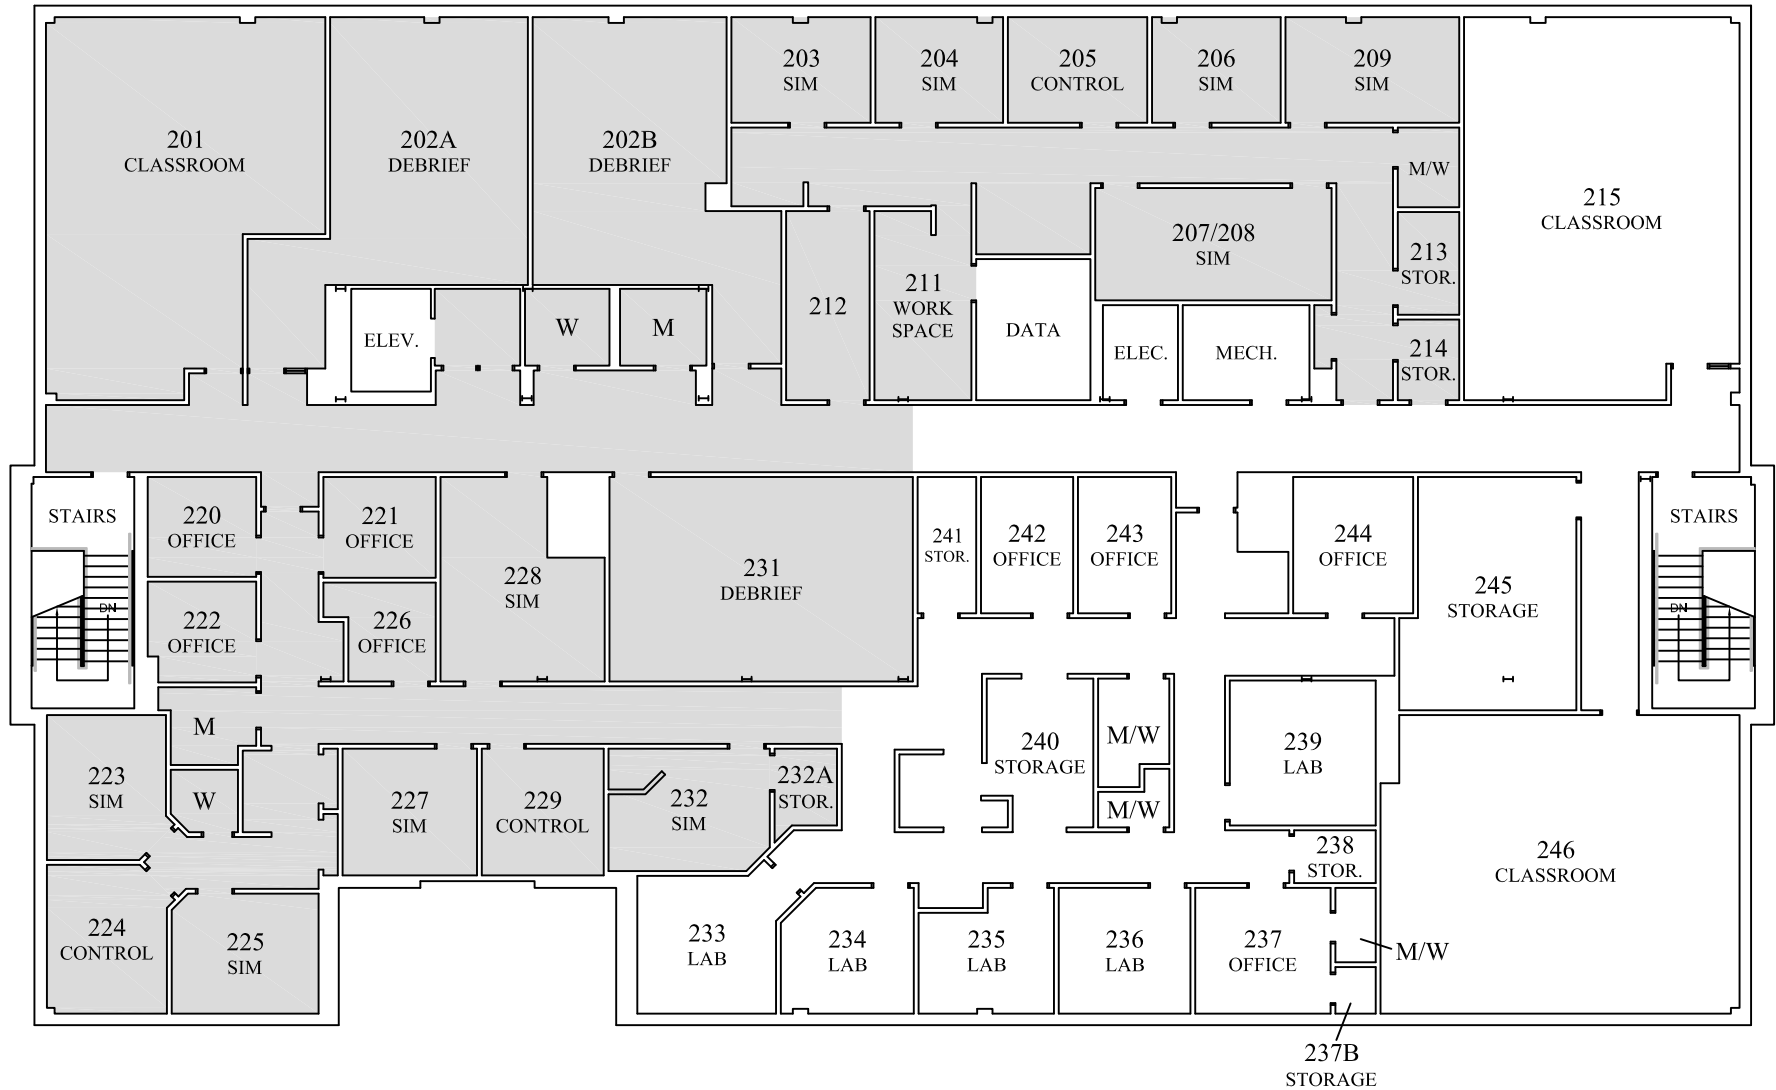 203
SIM
204
SIM
205
CONTROL
206
SIM
209
SIM
201
CLASSROOM
202A
DEBRIEF
202B
DEBRIEF
M/W
215
CLASSROOM
207/208
SIM
213
STOR.
211
WORK
SPACE
212
W
M
ELEV.
DATA
ELEC.
MECH.
214
STOR.
STAIRS
220
OFFICE
221
OFFICE
241
STOR.
242
OFFICE
243
OFFICE
244
OFFICE
STAIRS
228
SIM
231
DEBRIEF
245
STORAGE
DN
222
OFFICE
226
OFFICE
DN
M
M/W
240
STORAGE
239
LAB
223
SIM
W
227
SIM
229
CONTROL
232
SIM
232A
STOR.
M/W
238
STOR.
246
CLASSROOM
224
CONTROL
225
SIM
233
LAB
234
LAB
235
LAB
236
LAB
237
OFFICE
M/W
237B
STORAGE